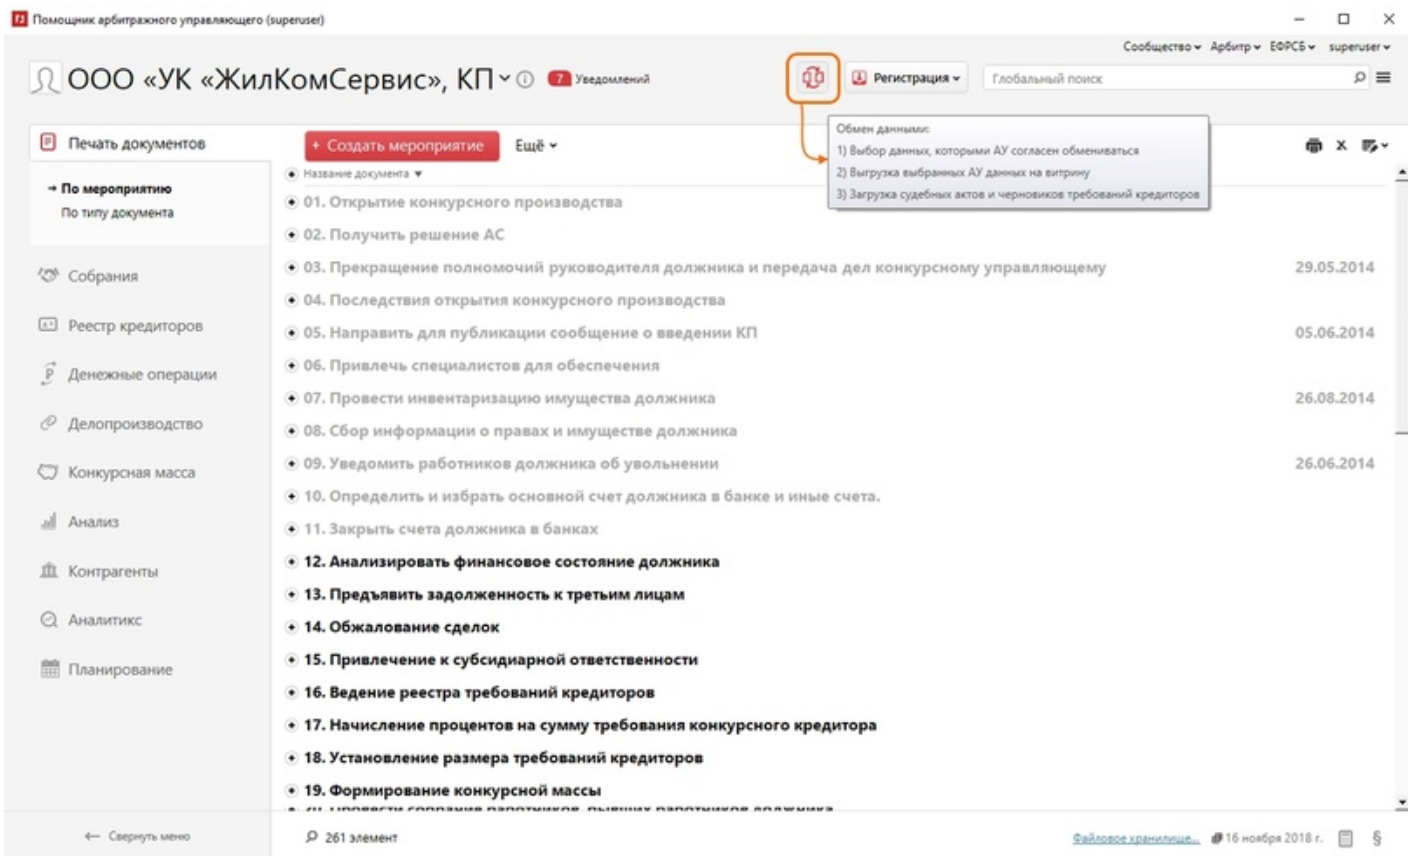 Помощник арбитражного управляющего (superuser)
Сообщество Арбитр ЕФРСБ superuser
ООО «УК «ЖилКомСервис», КП 7 Уведомлений Регистрация Глобальный поиск
Печать документов
+ Создать мероприятие Ещё
Обмен данными:
1) Выбор данных, которыми АУ согласен обмениваться
2) Выгрузка выбранных АУ данных на витрину
3) Загрузка судебных актов и черновиков требований кредиторов
Название документа
→ По мероприятию
По типу документа
Собрания
Реестр кредиторов
Денежные операции
Делопроизводство
Конкурсная масса
Анализ
Контрагенты
Аналитикс
Планирование
01. Открытие конкурсного производства
02. Получить решение АС
03. Прекращение полномочий руководителя должника и передача дел конкурсному управляющему 29.05.2014
04. Последствия открытия конкурсного производства
05. Направить для публикации сообщение о введении КП 05.06.2014
06. Привлечь специалистов для обеспечения
07. Провести инвентаризацию имущества должника 26.08.2014
08. Сбор информации о правах и имуществе должника
09. Уведомить работников должника об увольнении 26.06.2014
10. Определить и избрать основной счет должника в банке и иные счета.
11. Закрыть счета должника в банках
12. Анализировать финансовое состояние должника
13. Предъявить задолженность к третьим лицам
14. Обжалование сделок
15. Привлечение к субсидиарной ответственности
16. Ведение реестра требований кредиторов
17. Начисление процентов на сумму требования конкурсного кредитора
18. Установление размера требований кредиторов
19. Формирование конкурсной массы
← Свернуть меню
261 элемент
Файловое хранилище... 16 ноября 2018 г. §